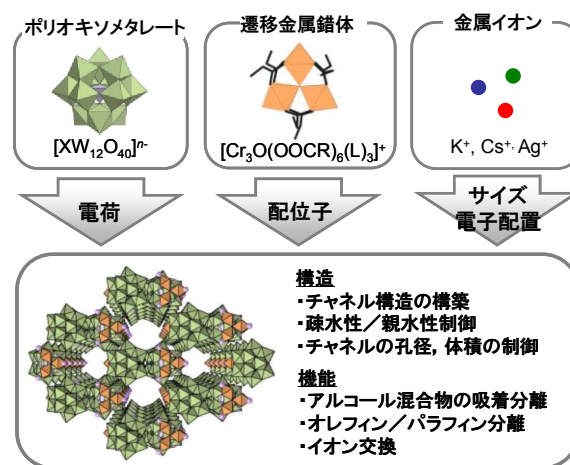 ポリオキソメタレート
[XW₁₂O₄₀]ⁿ⁻
遷移金属錯体
[Cr₃O(OOCR)₆(L)₃]⁺
金属イオン
K⁺, Cs⁺, Ag⁺
電荷
配位子
サイズ
電子配置
構造
・チャネル構造の構築
・疎水性／親水性制御
・チャネルの孔径, 体積の制御
機能
・アルコール混合物の吸着分離
・オレフィン／パラフィン分離
・イオン交換